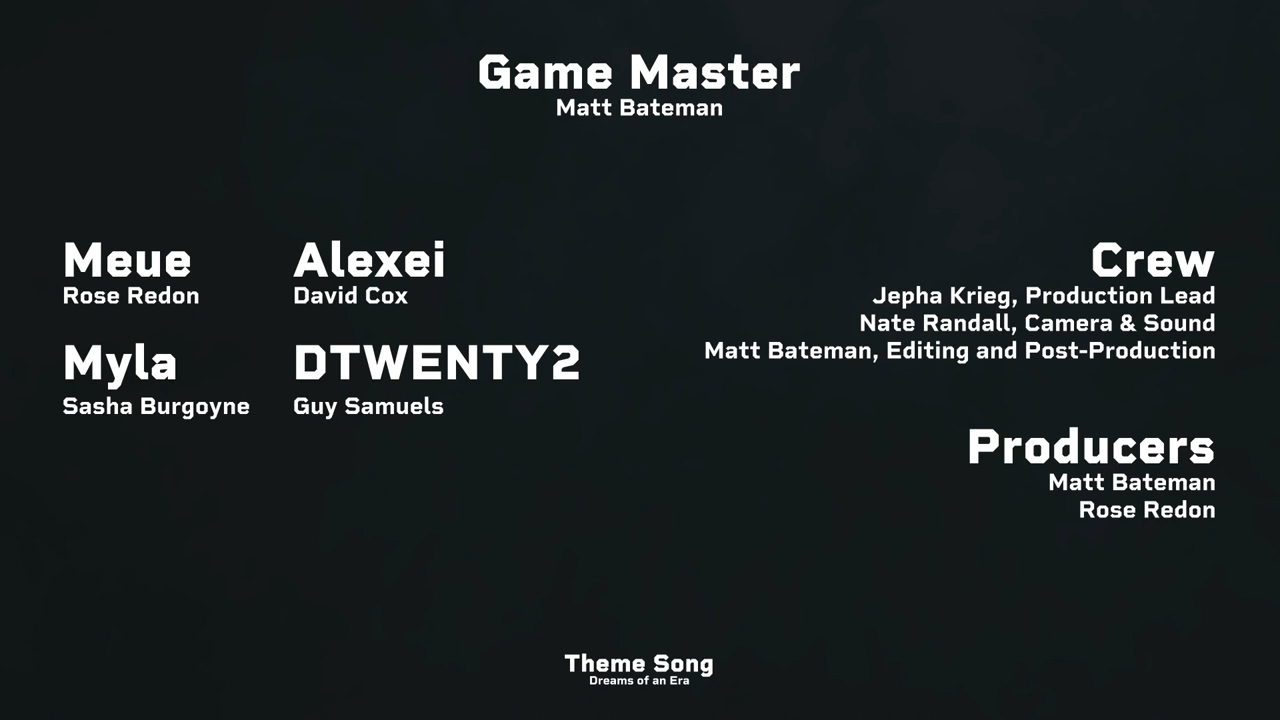 Game Master
Matt Bateman
Meue
Rose Redon
Alexei
David Cox
Myla
Sasha Burgoyne
DTWENTY2
Guy Samuels
Crew
Jepha Krieg, Production Lead
Nate Randall, Camera & Sound
Matt Bateman, Editing and Post-Production
Producers
Matt Bateman
Rose Redon
Theme Song
Dreams of an Era